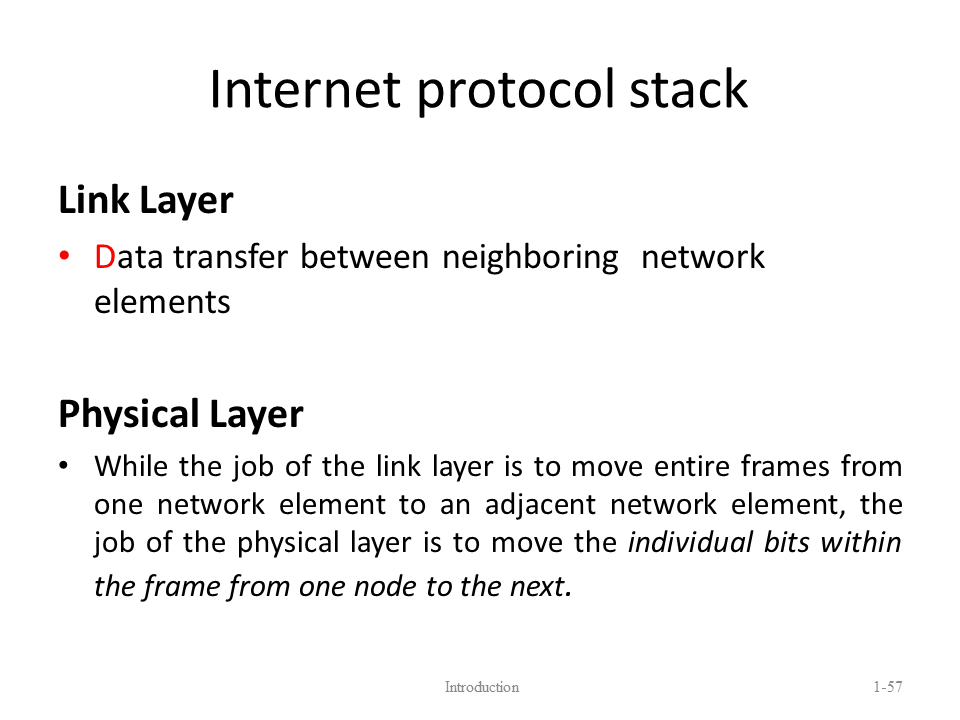 Internet protocol stack
Link Layer
• Data transfer between neighboring  network
elements
Physical Layer
• While the job of the link layer is to move entire frames from
one network element to an adjacent network element, the
job of the physical layer is to move the individual bits within
the frame from one node to the next.
Introduction
1-57